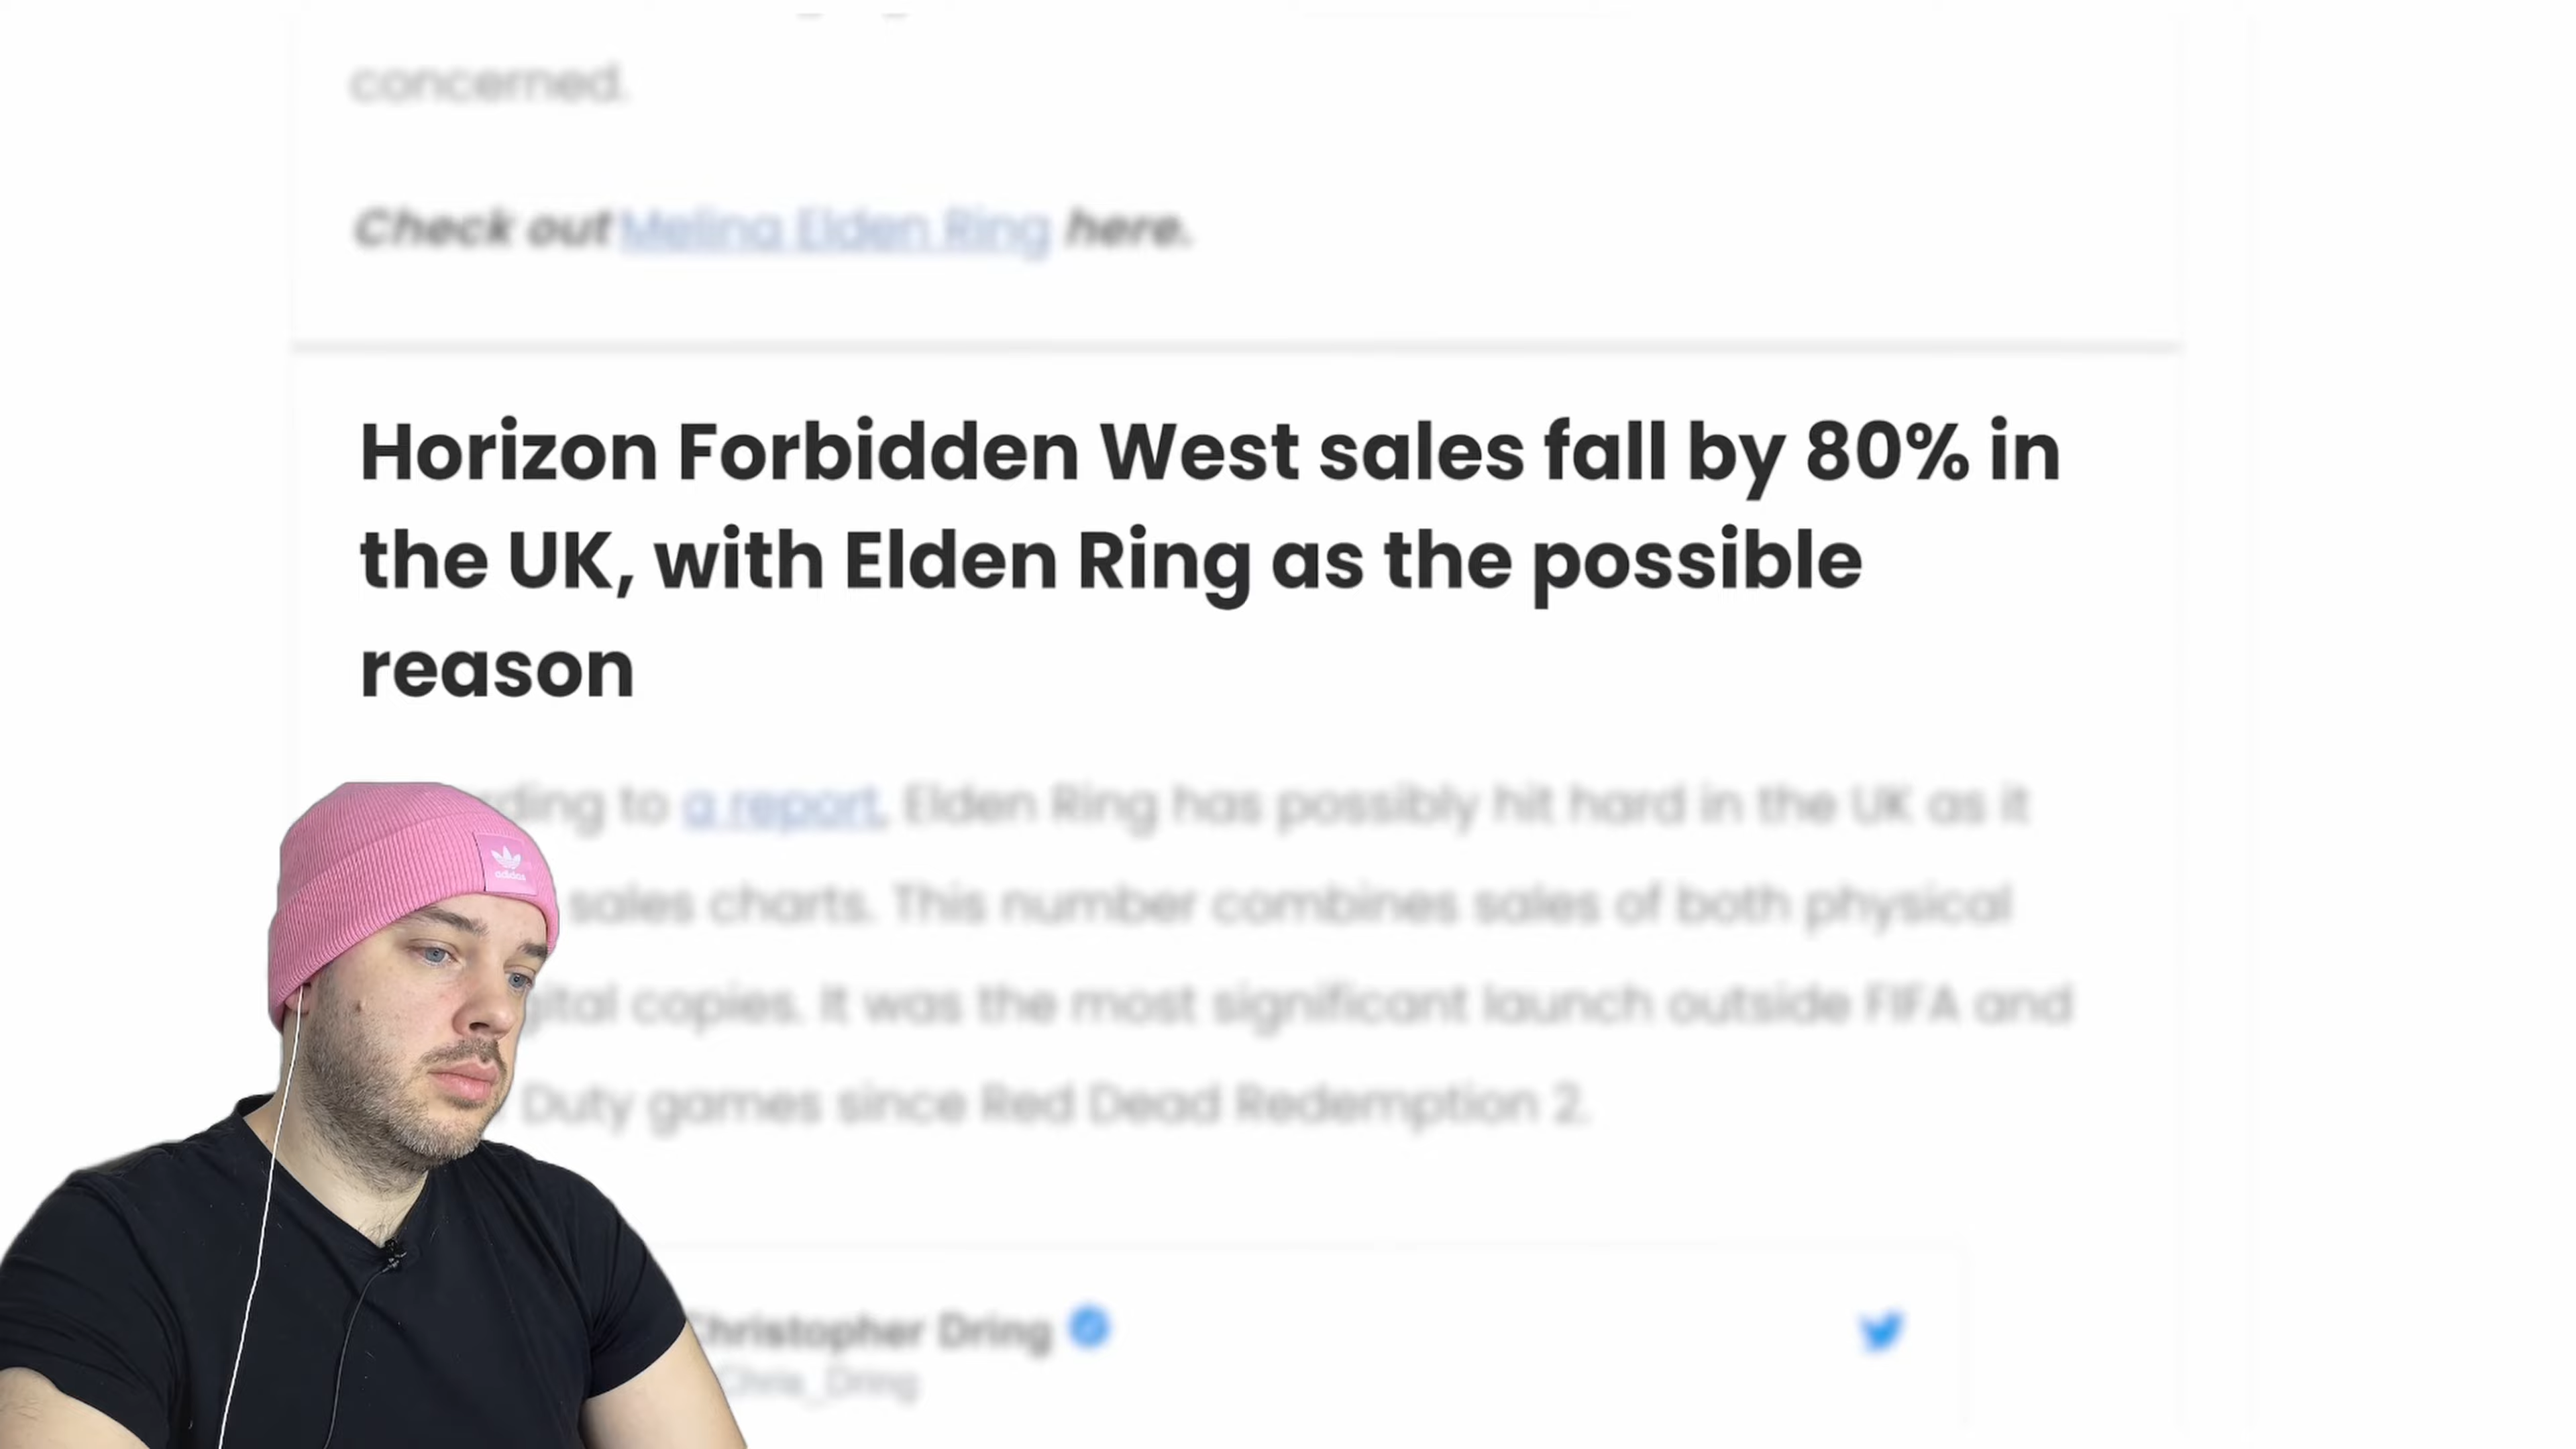 concerned.
Check out Melina Elden Ring here.
Horizon Forbidden West sales fall by 80% in
the UK, with Elden Ring as the possible
reason
ding to a report, Elden Ring has possibly hit hard in the UK as it
adidas
sales charts. This number combines sales of both physical
gital copies. It was the most significant launch outside FIFA and
Duty games since Red Dead Redemption 2.
Christopher Dring
Chris_Dring